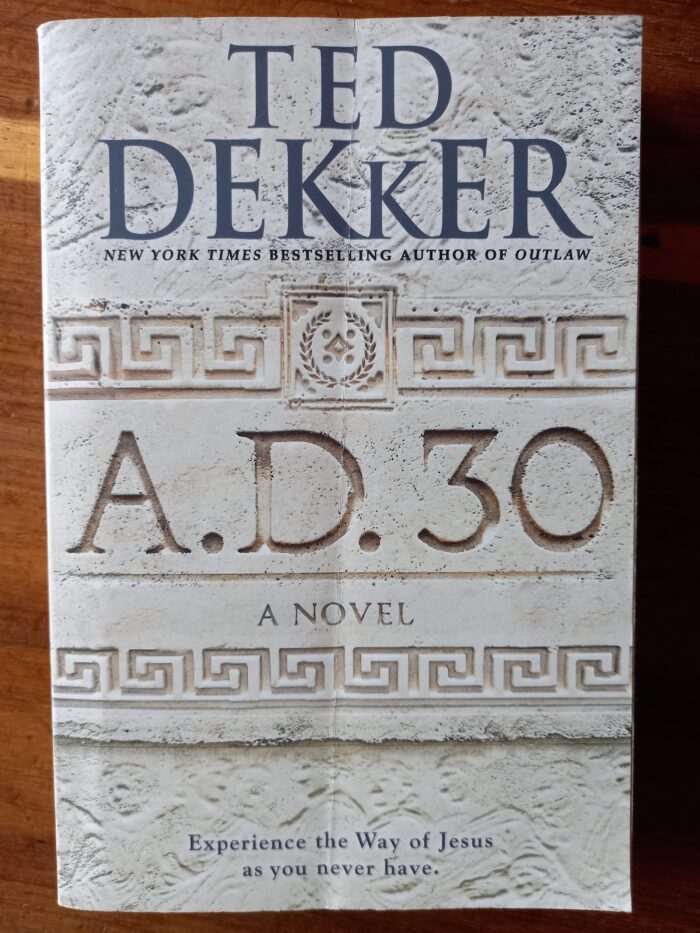 TED
DEKKER
NEW YORK TIMES BESTSELLING AUTHOR OF OUTLAW
A.D. 30
A NOVEL
Experience the Way of Jesus
as you never have.